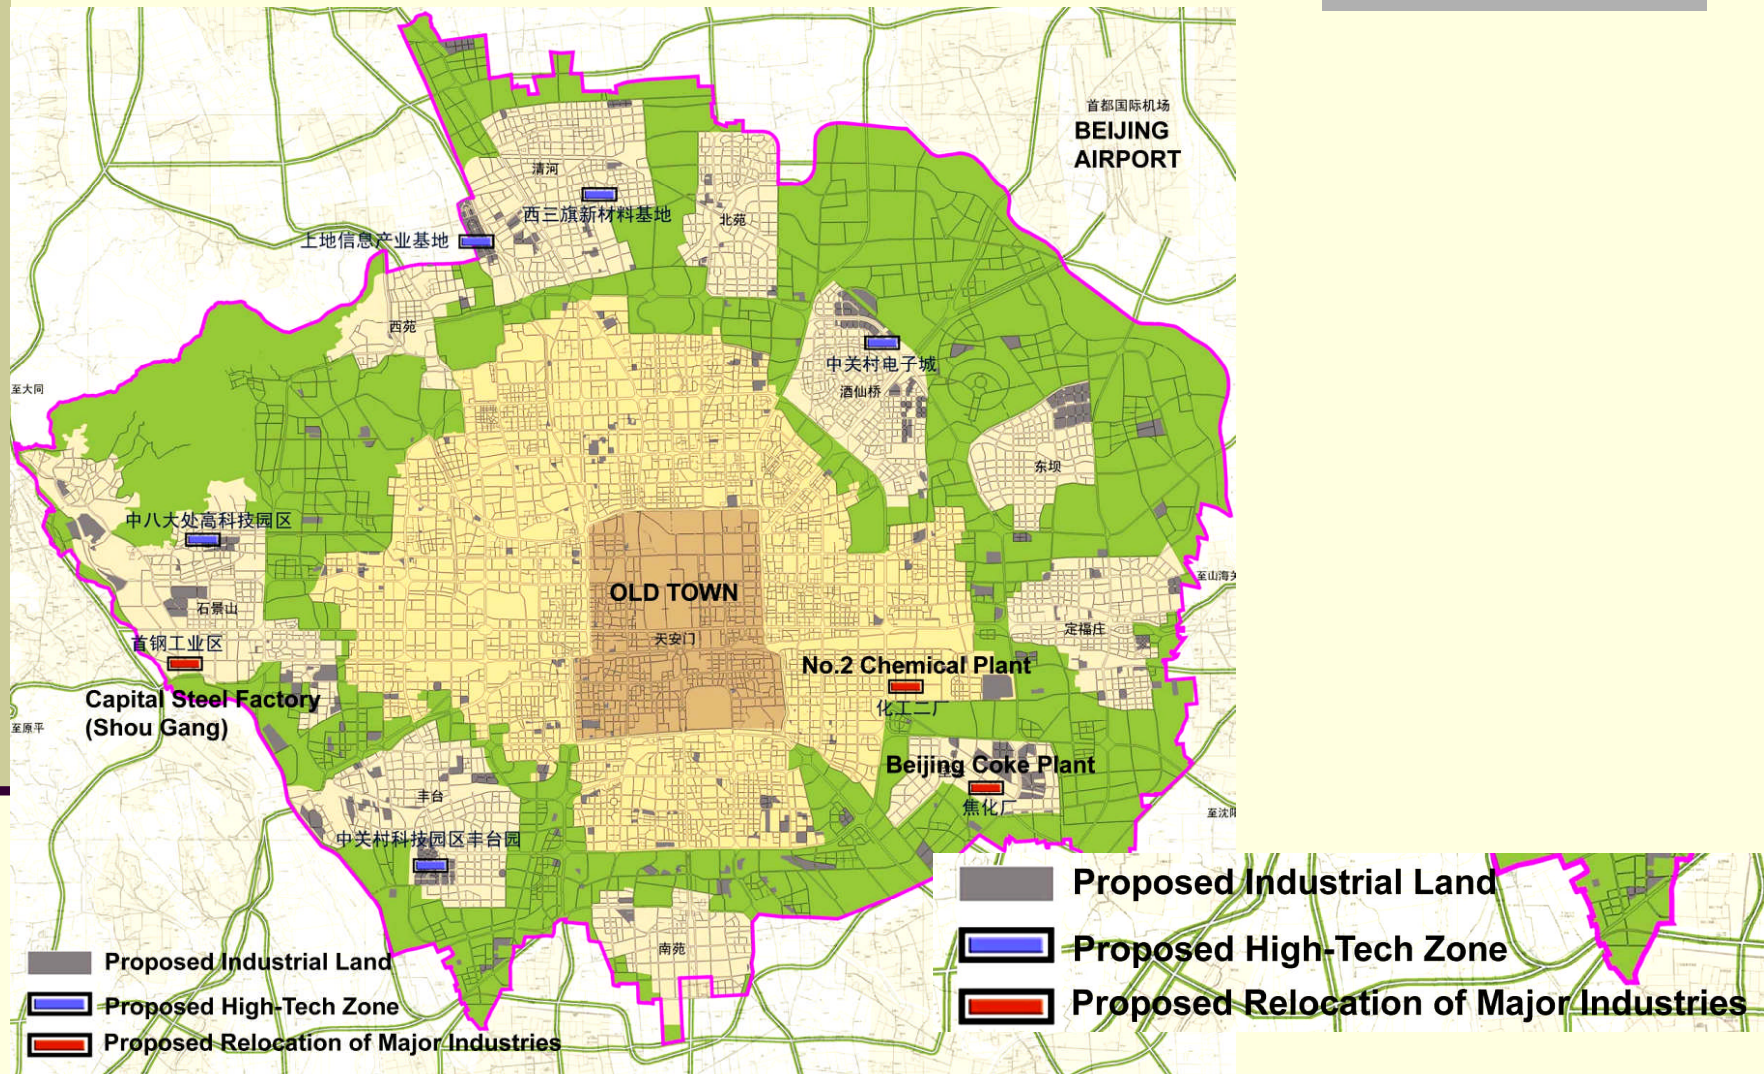 首都国际机场
BEIJING
AIRPORT
清河
西三旗新材料基地
北苑
上地信息产业基地
西苑
中关村电子城
酒仙桥
至大同
东坝
中八大处高科技园区
至山海关
OLD TOWN
石景山
天安门
定福庄
首钢工业区
No.2 Chemical Plant
Capital Steel Factory
(Shou Gang)
化工二厂
至原平
Beijing Coke Plant
丰台
焦化厂
至沈阳
中关村科技园区丰台园
南苑
Proposed Industrial Land
Proposed High-Tech Zone
Proposed Relocation of Major Industries
Proposed Industrial Land
Proposed High-Tech Zone
Proposed Relocation of Major Industries